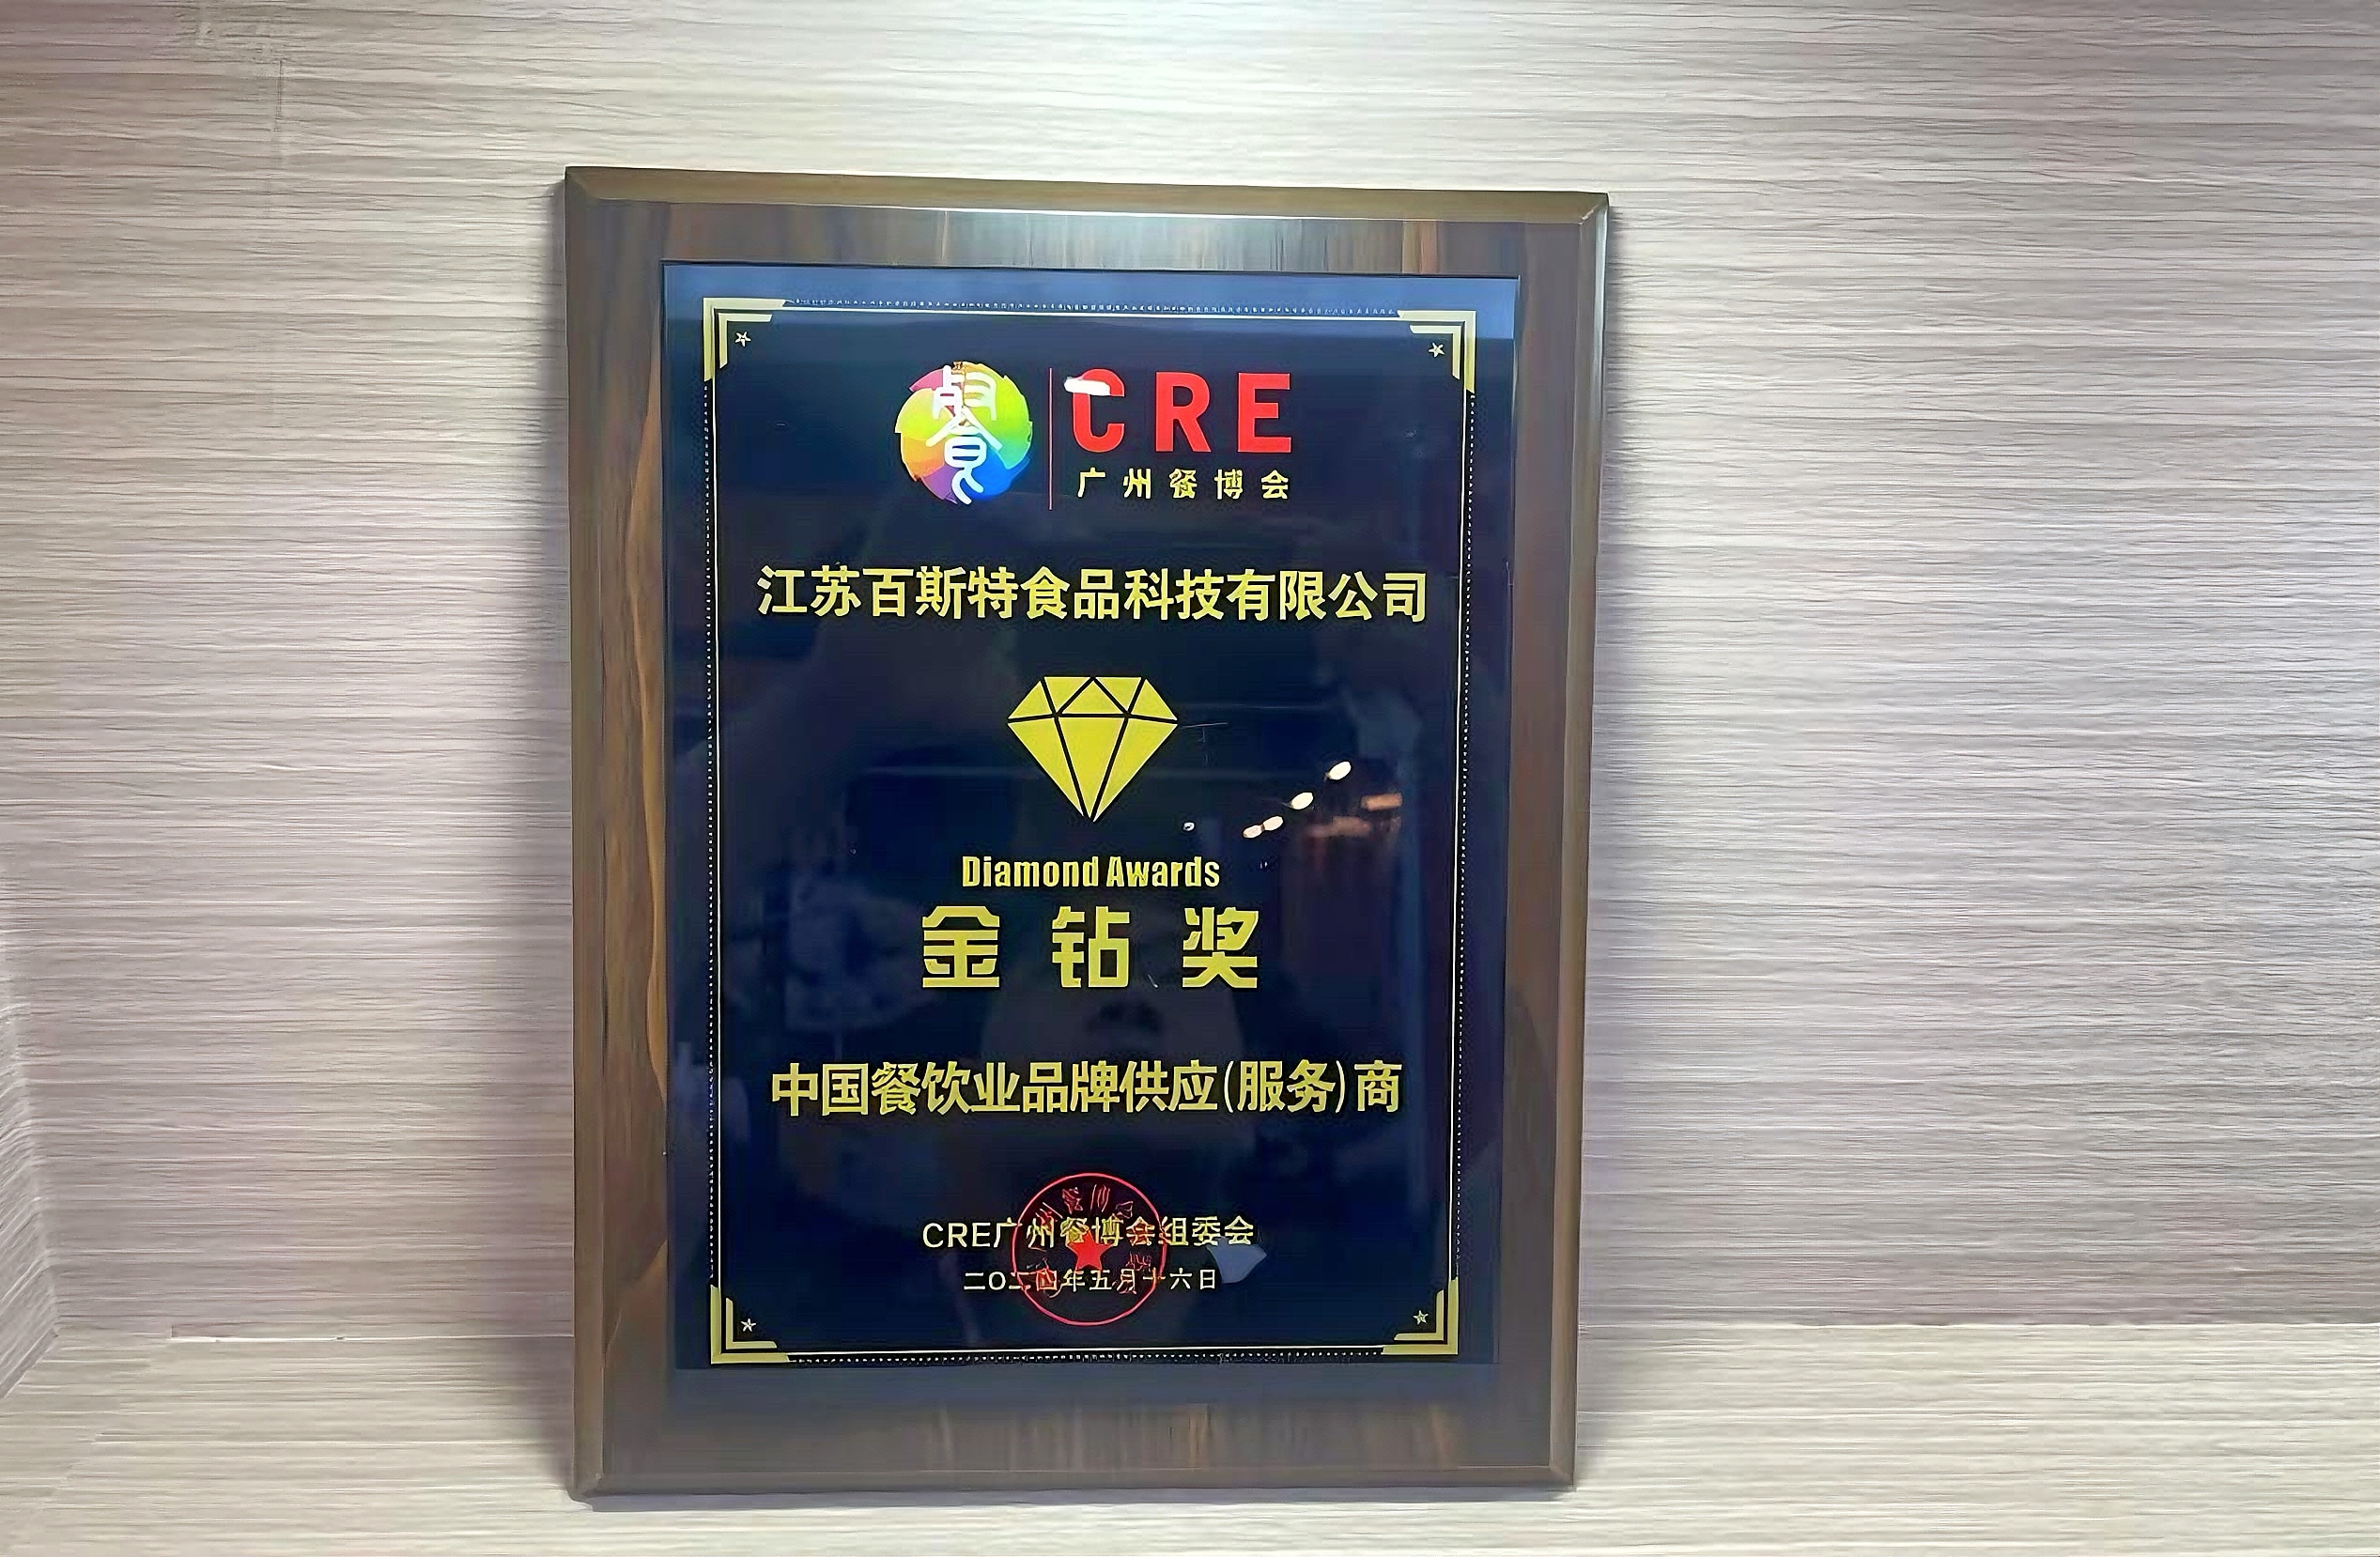 餐
CRE
广州餐博会
江苏百斯特食品科技有限公司
Diamond Awards
金钻奖
中国餐饮业品牌供应(服务)商
CRE广州餐博会组委会
二〇二四年五月十六日